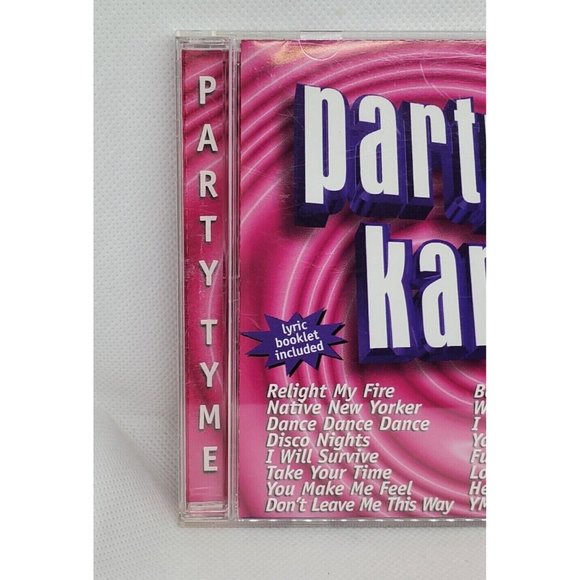 PARTY TYME
part
kar
lyric
booklet
included
Relight My Fire
Native New Yorker
Dance Dance Dance
Disco Nights
I Will Survive
Take Your Time
You Make Me Feel
Don't Leave Me This Way
I
YM